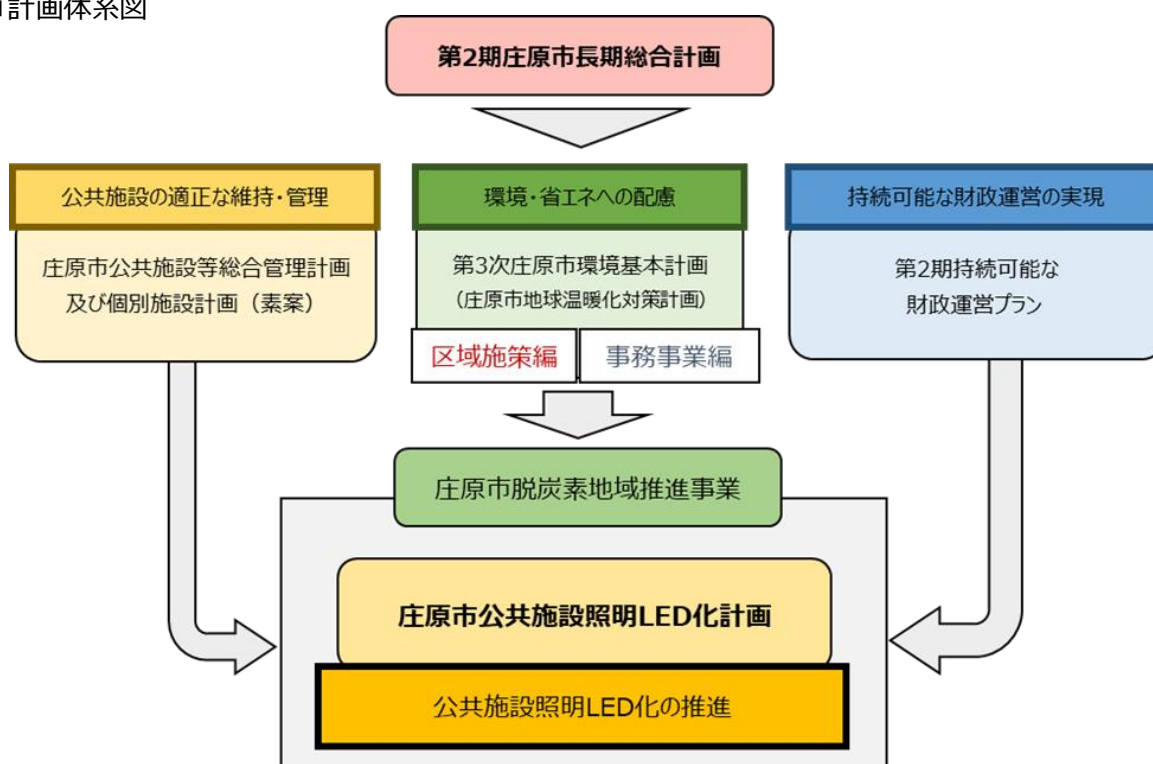 計画体系図
第2期庄原市長期総合計画
公共施設の適正な維持・管理
庄原市公共施設等総合管理計画
及び個別施設計画（素案）
環境・省エネへの配慮
第3次庄原市環境基本計画
（庄原市地球温暖化対策計画）
区域施策編
事務事業編
持続可能な財政運営の実現
第2期持続可能な
財政運営プラン
庄原市脱炭素地域推進事業
庄原市公共施設照明LED化計画
公共施設照明LED化の推進